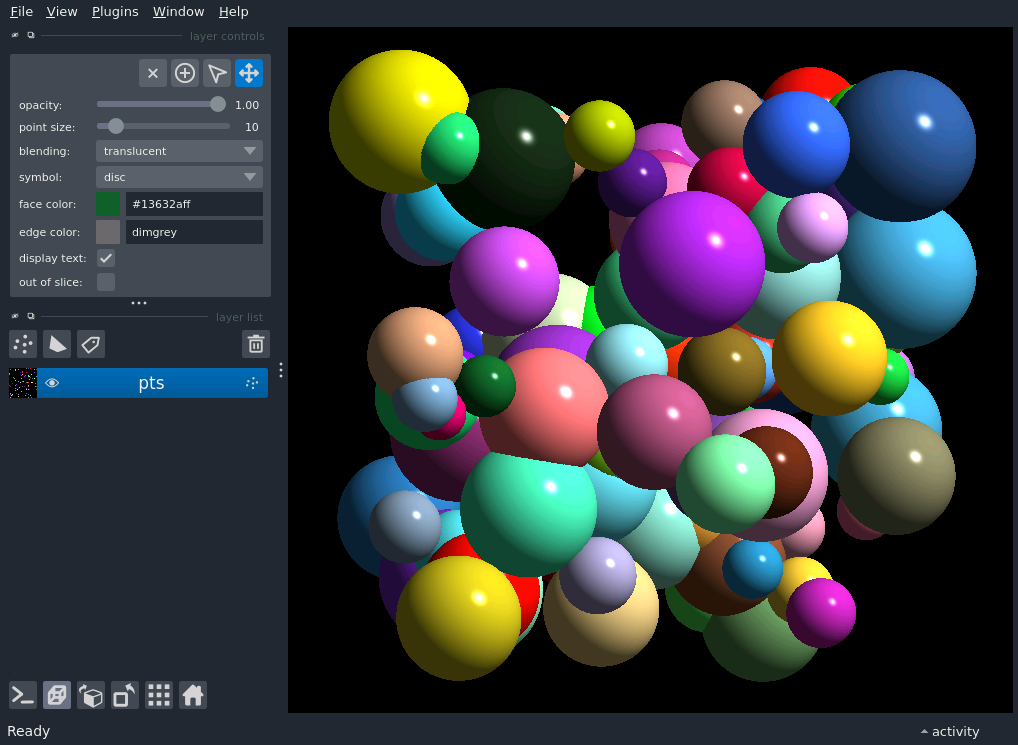 File View Plugins Window Help
layer controls
opacity: 1.00
point size: 10
blending: translucent
symbol: disc
face color: #13632aff
edge color: dimgrey
display text:
out of slice:
layer list
pts
Ready activity